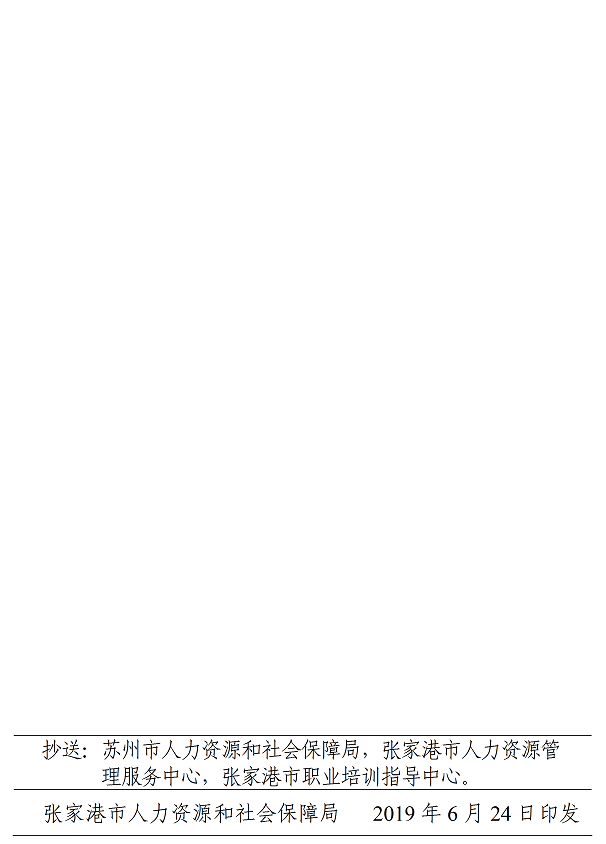 抄送：苏州市人力资源和社会保障局，张家港市人力资源管
理服务中心，张家港市职业培训指导中心。
张家港市人力资源和社会保障局 2019 年 6 月 24 日印发